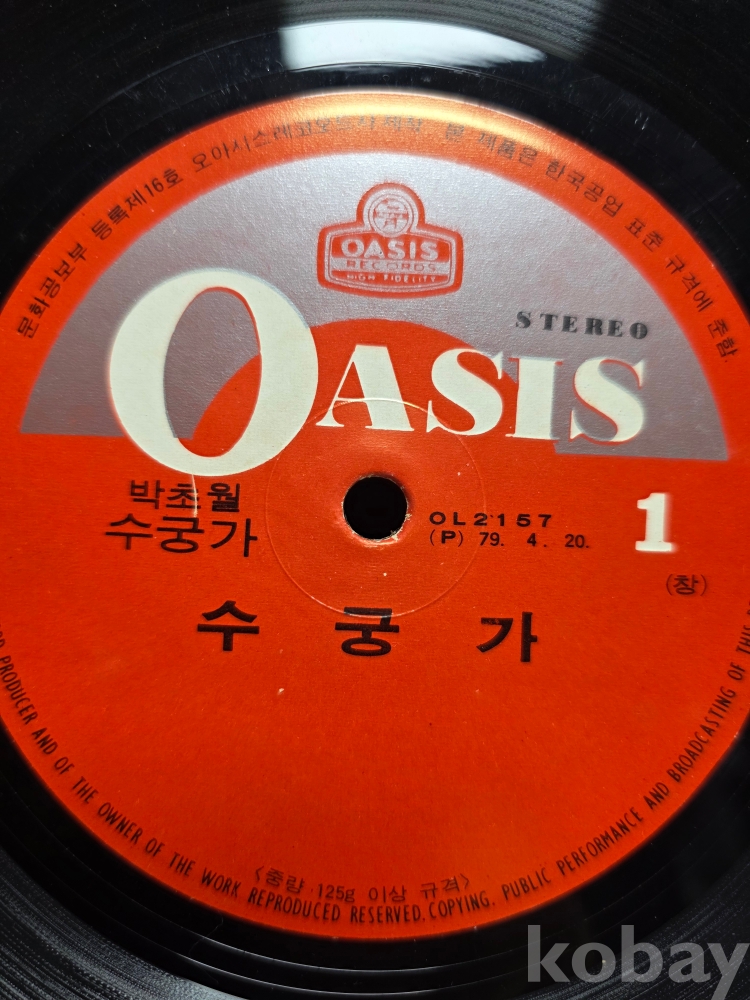 문화공보부 등록제16호 오아시스레코오드사 제작 본 제품은 한국공업 표준 규격에 준함.
OASIS
RECORDS
HIGH FIDELITY
STEREO
OASIS
박초월
수궁가
OL2157
(P) 79. 4. 20.
1
(창)
수 궁 가
PRODUCER AND OF THE OWNER OF THE WORK REPRODUCED RESERVED. COPYING, PUBLIC PERFORMANCE AND BROADCASTING OF THIS
<중량 125g 이상 규격>
kobay